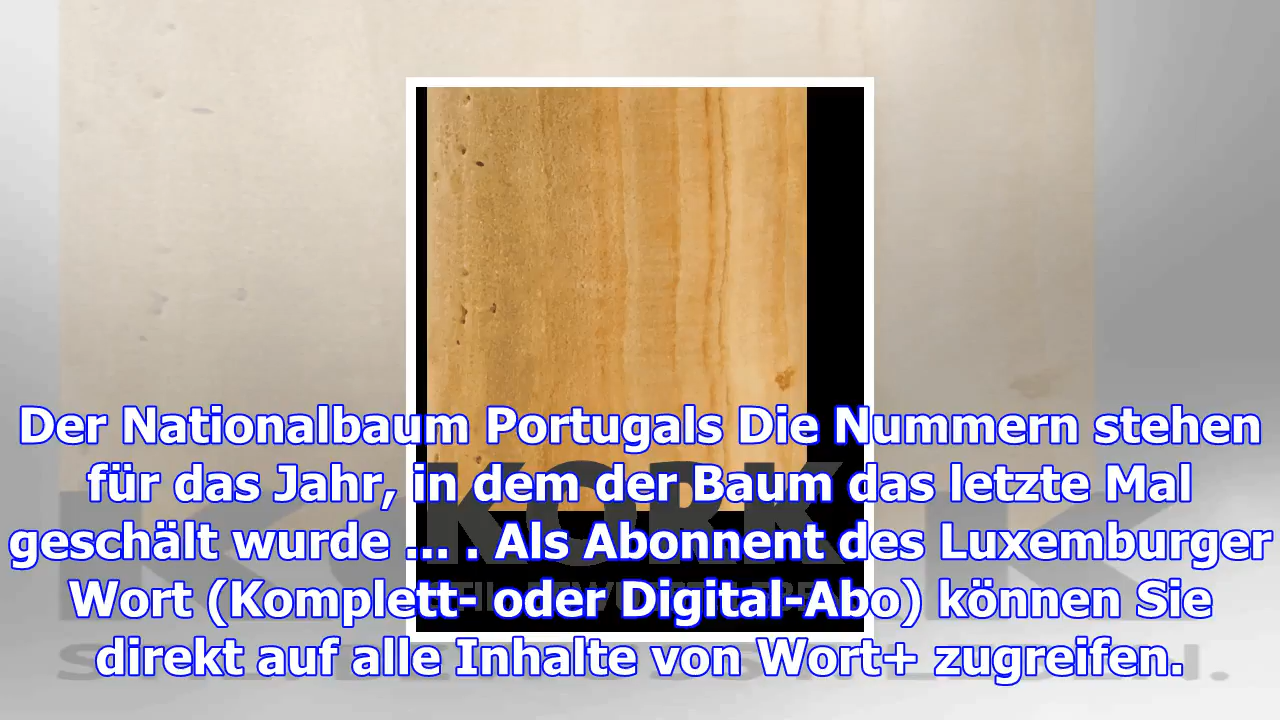 Der Nationalbaum Portugals Die Nummern stehen
für das Jahr, in dem der Baum das letzte Mal
geschält wurde ... . Als Abonnent des Luxemburger
Wort (Komplett- oder Digital-Abo) können Sie
direkt auf alle Inhalte von Wort+ zugreifen.
KORK